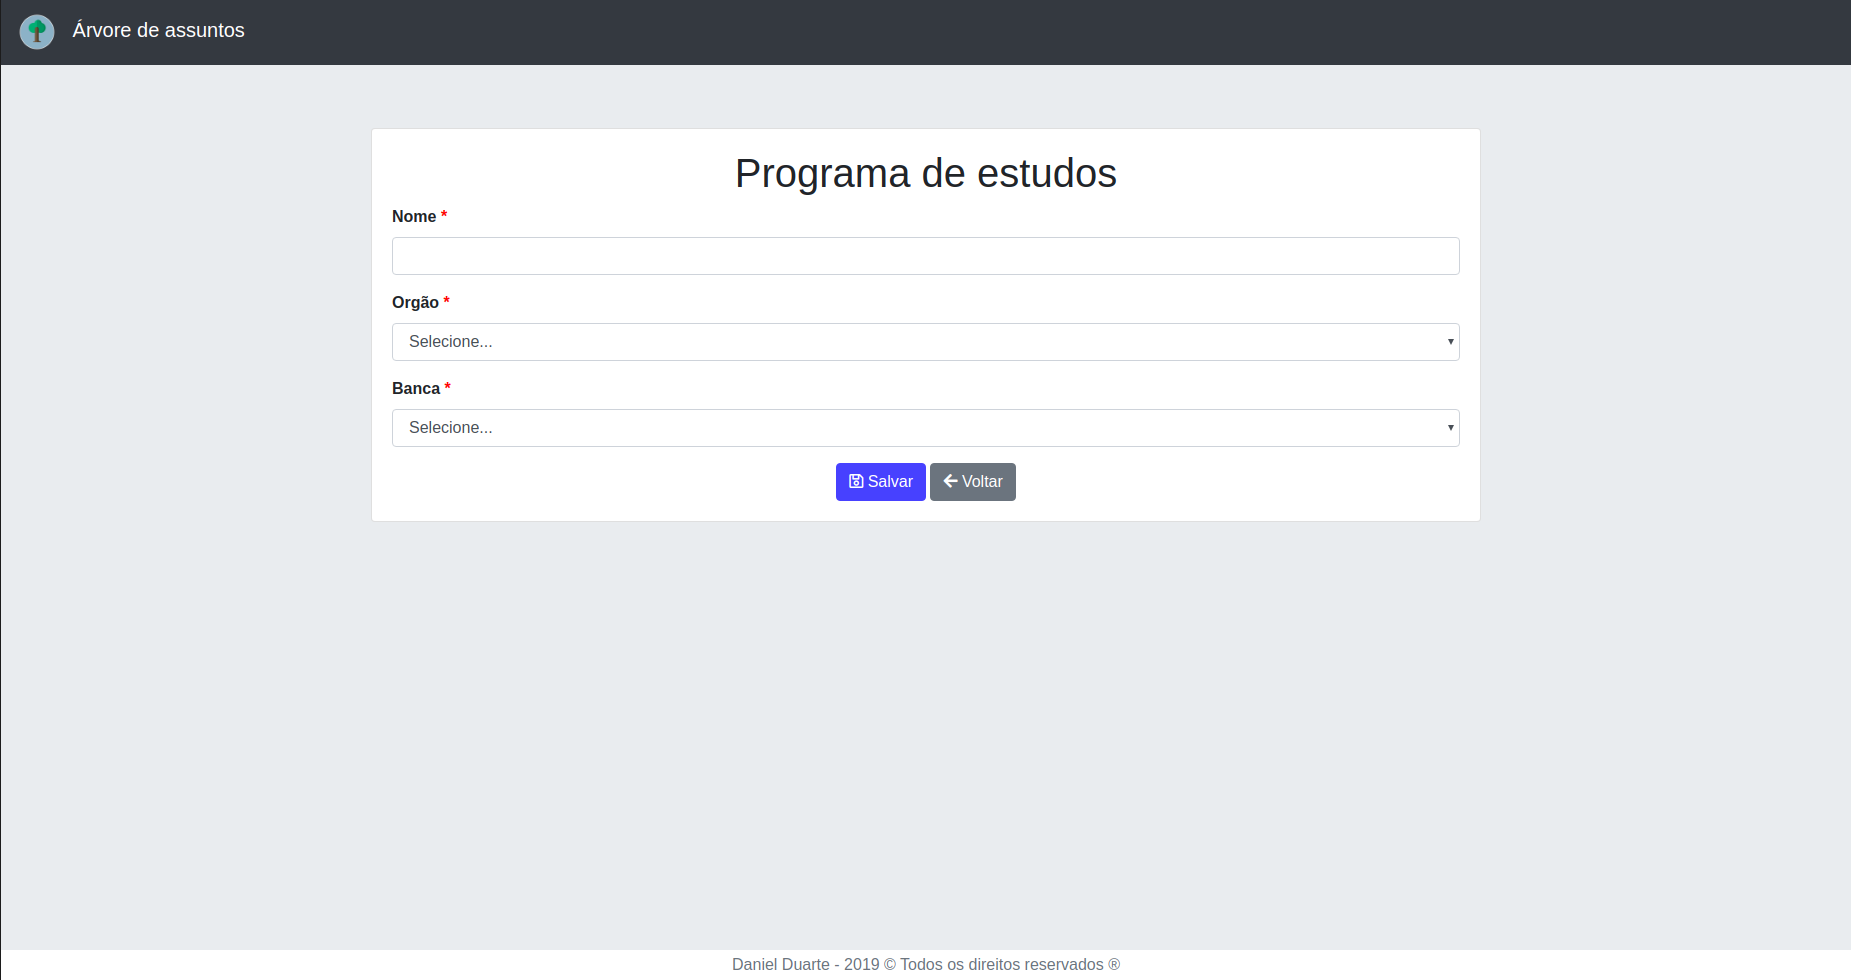 Árvore de assuntos
Programa de estudos
Nome *
Orgão *
Selecione...
Banca *
Selecione...
Salvar Voltar
Daniel Duarte - 2019 © Todos os direitos reservados ®